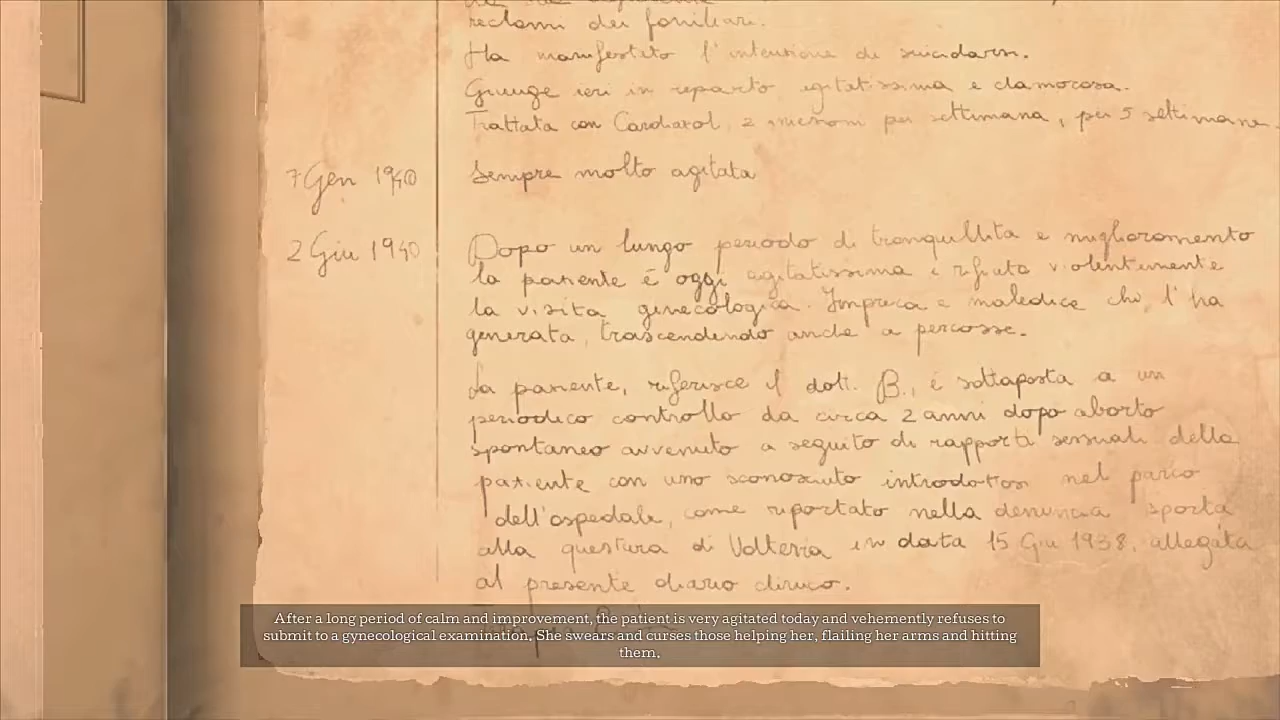 reclami dei familiari.
Ha manifestato l'intenzione di suicidarsi.
Giunge ieri in reparto agitatissima e clamorosa.
Trattata con Cardiazol, 2 iniezioni per settimana, per 5 settimane.
7 Gen 1940 Sempre molto agitata
2 Giu 1940 Dopo un lungo periodo di tranquillità e miglioramento
la paziente è oggi agitatissima e rifiuta violentemente
la visita ginecologica. Impreca e maledice chi l'ha
generata, trascendendo anche a percosse.
La paziente, riferisce il dott. B., è sottoposta a un
periodico controllo da circa 2 anni dopo aborto
spontaneo avvenuto a seguito di rapporti sessuali della
paziente con uno sconosciuto introdottosi nel parco
dell'ospedale, come riportato nella denuncia sporta
alla questura di Volterra in data 15 Giu 1938, allegata
al presente diario clinico.
After a long period of calm and improvement, the patient is very agitated today and vehemently refuses to
submit to a gynecological examination. She swears and curses those helping her, flailing her arms and hitting
them.